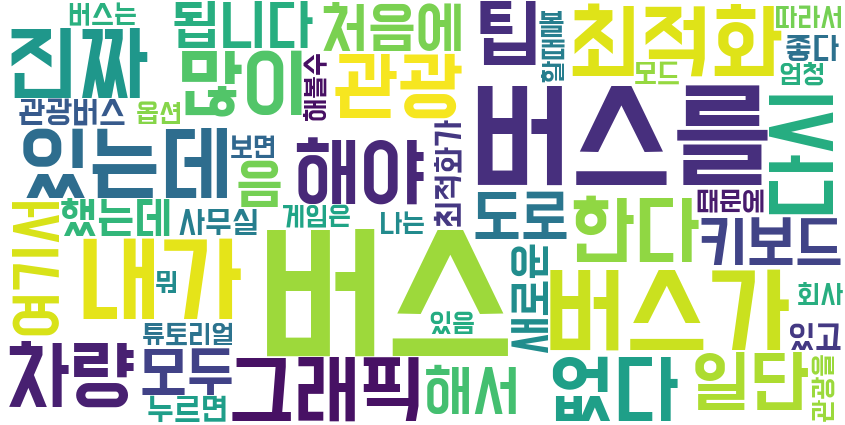 버스는
됩니다
처음에
팁
할때볼
최적화
따라서
좋다
진짜
많이
해볼수
관광
모드
엄청
관광버스
옵션
버스를
있는데
보면
음
해야
최적화가
때문에
했는데
사무실
게임은
나는
도로
한다
키보드
여기서
내가
뭐
버스
있음
새로운
버스가
회사
있고
튜토리얼
차량
모두
누르면
그래픽
해서
없다
일단
관광을